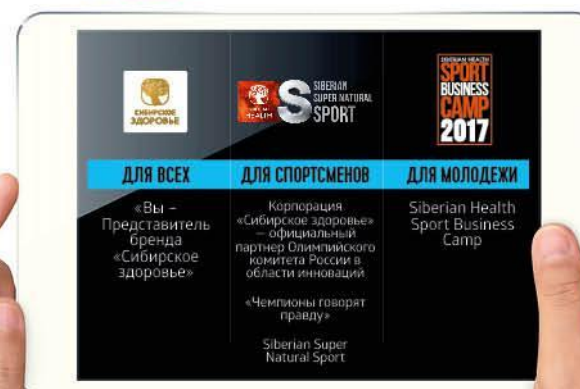 СИБИРСКОЕ
ЗДОРОВЬЕ
ДЛЯ ВСЕХ
«Вы –
Представитель
бренда
«Сибирское
здоровье»
HEALTH
SIBERIAN
SUPER NATURAL
SPORT
ДЛЯ СПОРТСМЕНОВ
Корпорация
«Сибирское здоровье»
— официальный
партнер Олимпийского
комитета России в
области инноваций
«Чемпионы говорят
правду»
Siberian Super
Natural Sport
SIBERIAN HEALTH
SPORT
BUSINESS
CAMP
2017
ДЛЯ МОЛОДЕЖИ
Siberian Health
Sport Business
Camp